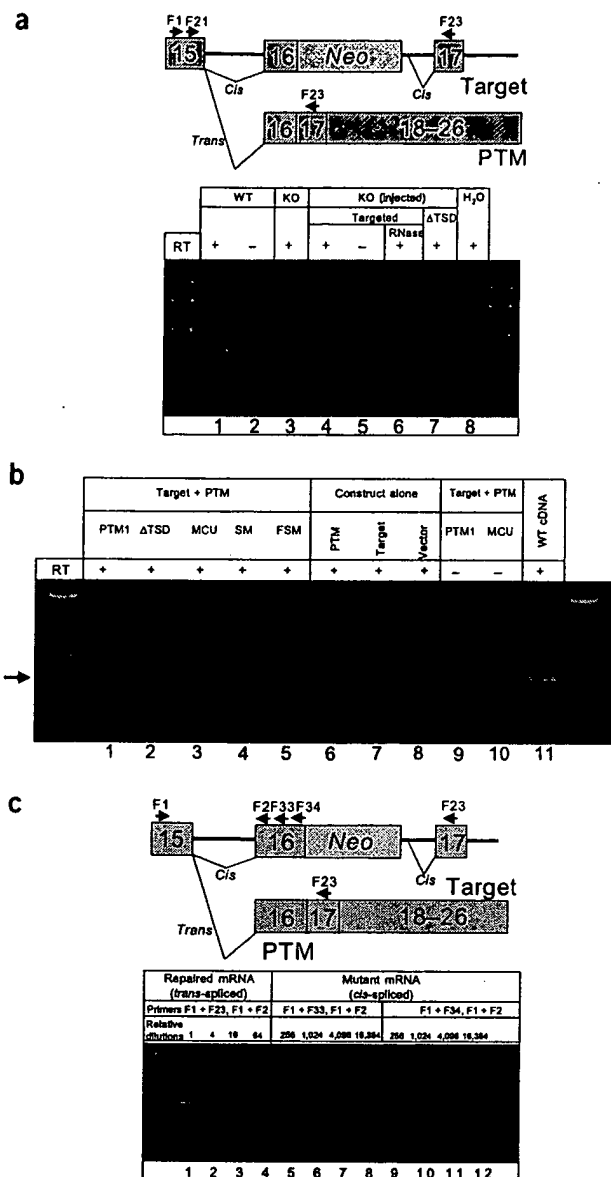 a
F1 F21
F23
15
16
Neo
17
Cis
Cis
Target
F23
Trans
16 17 18–26
PTM
WT KO KO (injected) H₂O
Targeted ΔTSD
RNase
RT + − + + − + + +
1 2 3 4 5 6 7 8
b
Target + PTM Construct alone Target + PTM WT cDNA
PTM1 ΔTSD MCU SM FSM PTM Target Vector PTM1 MCU
RT + + + + + + + + − − +
1 2 3 4 5 6 7 8 9 10 11
c
F1
F2 F33 F34
F23
15
16
Neo
17
Cis
Cis
Target
F23
Trans
16 17 18–26
PTM
Repaired mRNA Mutant mRNA
(trans-spliced) (cis-spliced)
Primers F1 + F23, F1 + F2 F1 + F33, F1 + F2 F1 + F34, F1 + F2
Relative
dilutions 1 4 16 64 256 1,024 4,096 16,384 256 1,024 4,096 16,384
1 2 3 4 5 6 7 8 9 10 11 12